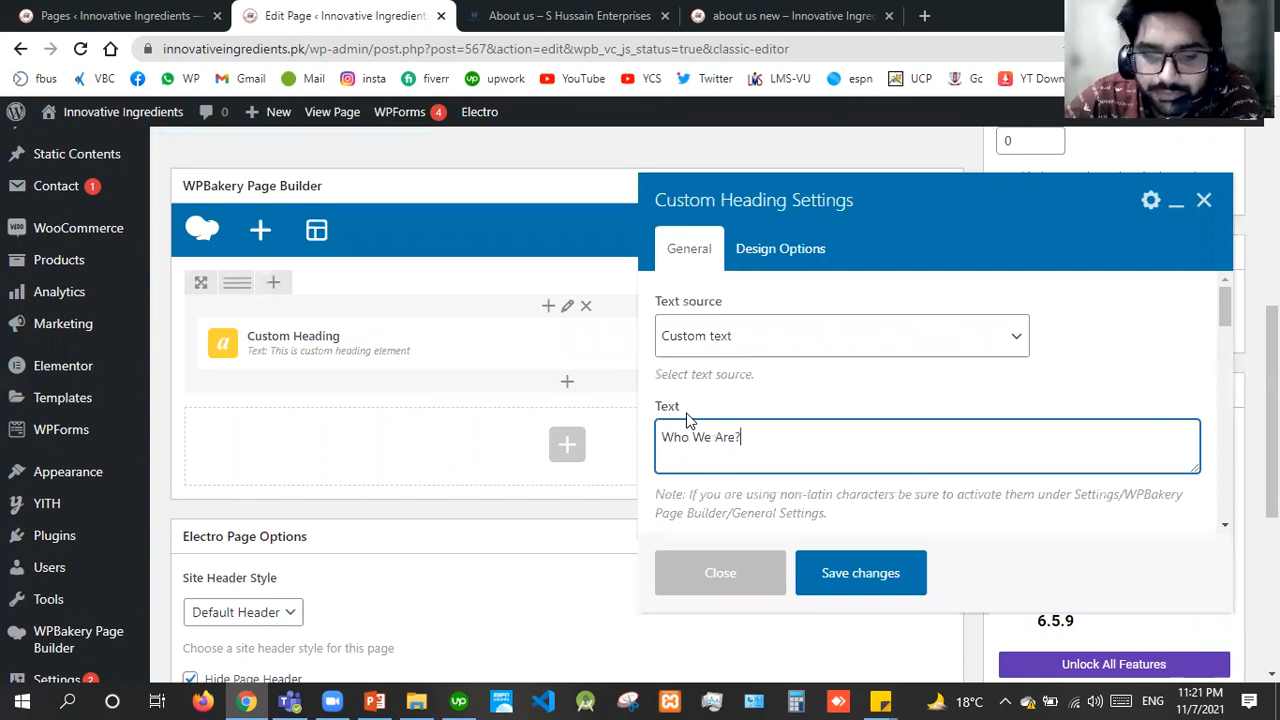 Pages ‹ Innovative Ingredients —
Edit Page ‹ Innovative Ingredient
About us – S Hussain Enterprises
about us new – Innovative Ingre
innovativeingredients.pk/wp-admin/post.php?post=567&action=edit&wpb_vc_js_status=true&classic-editor
fbus
VBC
WP
Gmail
Mail
insta
fiverr
upwork
YouTube
YCS
Twitter
LMS-VU
espn
UCP
Gc
YT Down
Innovative Ingredients
0
New
View Page
WPForms 4
Electro
Static Contents
Contact 1
WooCommerce
Products
Analytics
Marketing
Elementor
Templates
WPForms
Appearance
YITH
Plugins
Users
Tools
WPBakery Page
Builder
Settings 2
WPBakery Page Builder
Custom Heading
Text: This is custom heading element
Electro Page Options
Site Header Style
Default Header
Choose a site header style for this page
Hide Page Header
Custom Heading Settings
General
Design Options
Text source
Custom text
Select text source.
Text
Who We Are?
Note: If you are using non-latin characters be sure to activate them under Settings/WPBakery
Page Builder/General Settings.
Close
Save changes
0
6.5.9
Unlock All Features
18°C
ENG
11:21 PM
11/7/2021